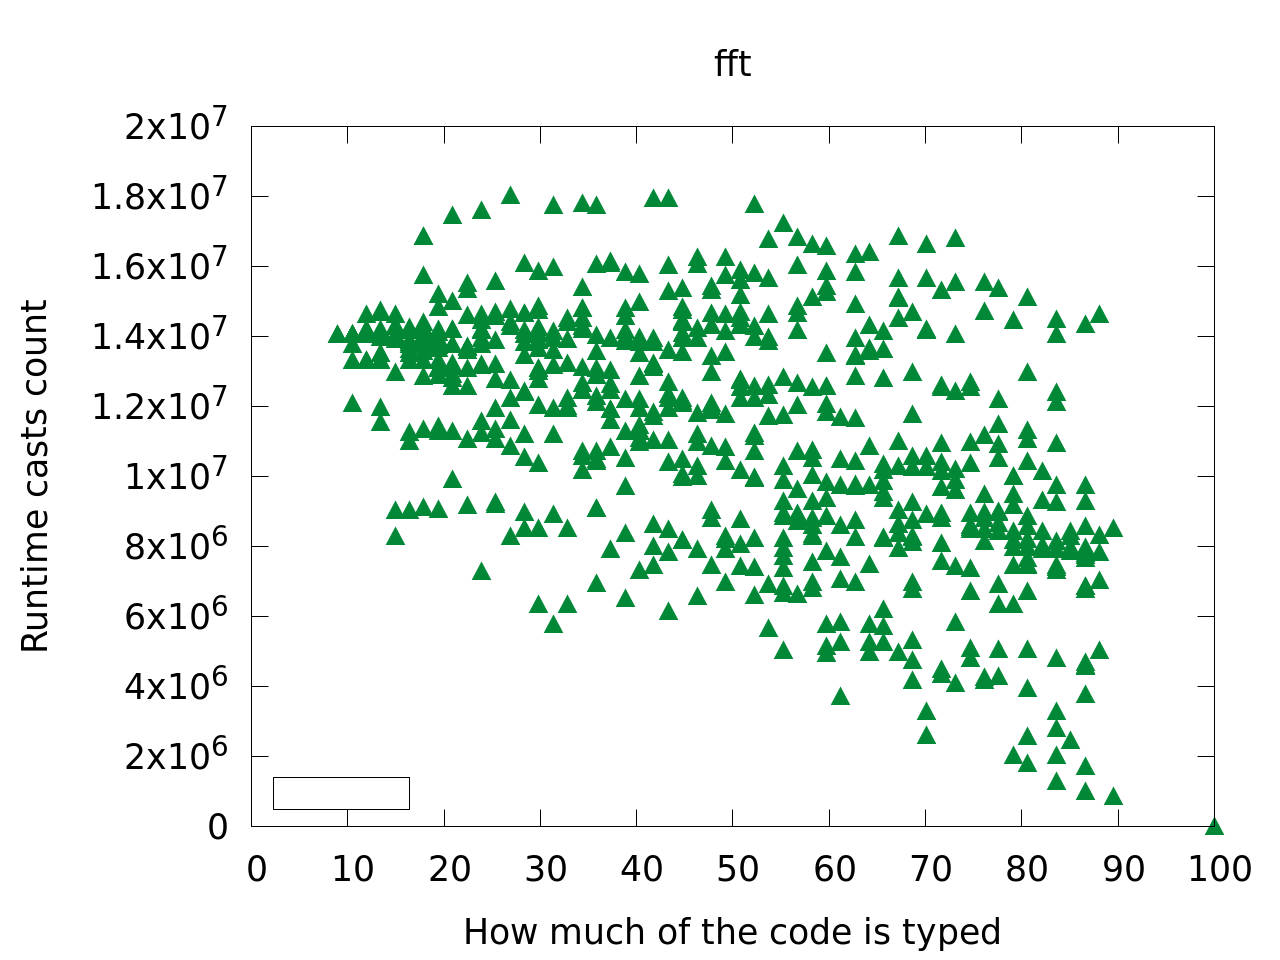 fft
2x10^7
1.8x10^7
1.6x10^7
1.4x10^7
1.2x10^7
1x10^7
8x10^6
6x10^6
4x10^6
2x10^6
0
Runtime casts count
0 10 20 30 40 50 60 70 80 90 100
How much of the code is typed